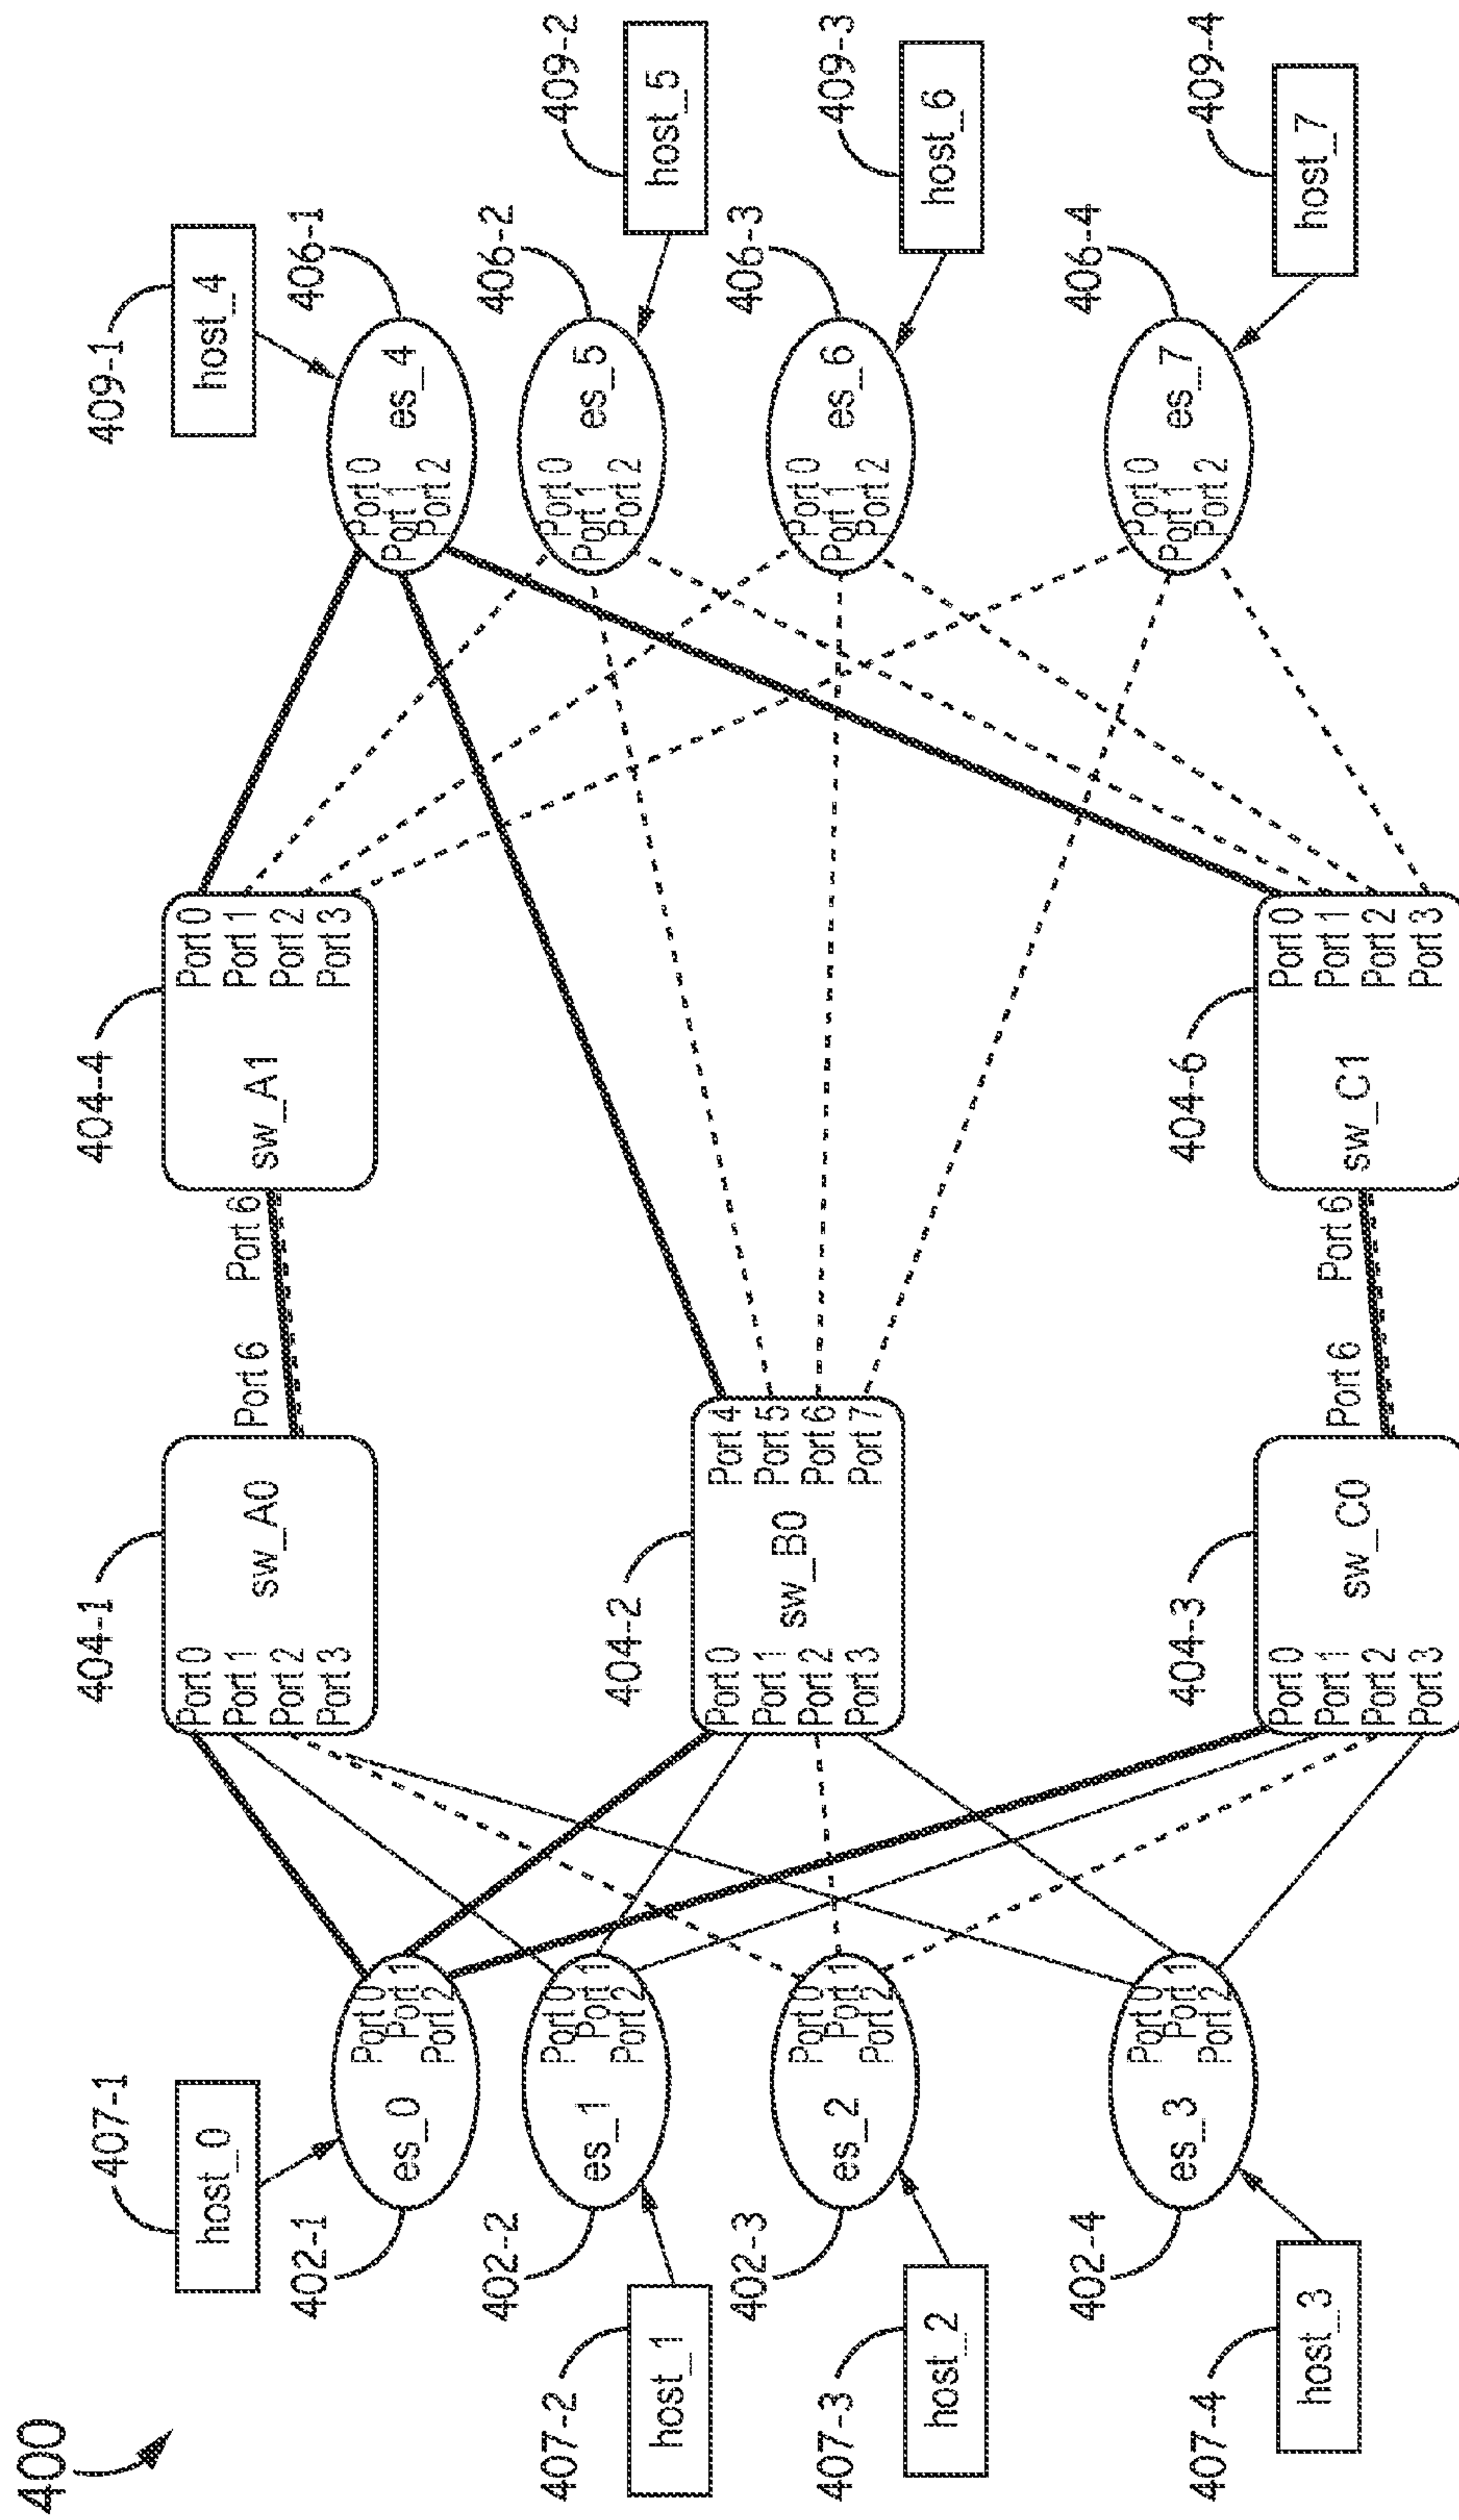 400
407-1
host_0
402-1
es_0
Port 0
Port 1
Port 2
407-2
host_1
402-2
es_1
Port 0
Port 1
Port 2
407-3
host_2
402-3
es_2
Port 0
Port 1
Port 2
407-4
host_3
402-4
es_3
Port 0
Port 1
Port 2
404-1
sw_A0
Port 0
Port 1
Port 2
Port 3
Port 6
404-2
sw_B0
Port 0
Port 1
Port 2
Port 3
Port 4
Port 5
Port 6
Port 7
404-3
sw_C0
Port 0
Port 1
Port 2
Port 3
Port 6
404-4
sw_A1
Port 6
Port 0
Port 1
Port 2
Port 3
404-6
sw_C1
Port 6
Port 0
Port 1
Port 2
Port 3
409-1
host_4
406-1
es_4
Port 0
Port 1
Port 2
409-2
host_5
406-2
es_5
Port 0
Port 1
Port 2
409-3
host_6
406-3
es_6
Port 0
Port 1
Port 2
409-4
host_7
406-4
es_7
Port 0
Port 1
Port 2